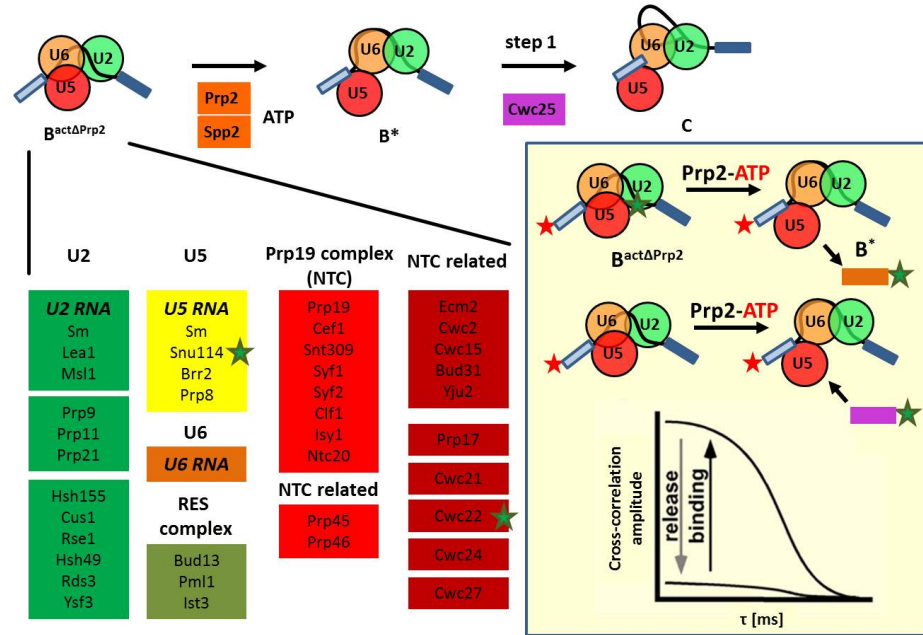 U6 U2
U5
B^actΔPrp2
Prp2
Spp2
ATP
U6 U2
U5
B*
step 1
Cwc25
U6 U2
U5
C
U2
U2 RNA
Sm
Lea1
Msl1
Prp9
Prp11
Prp21
Hsh155
Cus1
Rse1
Hsh49
Rds3
Ysf3
U5
U5 RNA
Sm
Snu114
Brr2
Prp8
U6
U6 RNA
RES
complex
Bud13
Pml1
Ist3
Prp19 complex
(NTC)
Prp19
Cef1
Snt309
Syf1
Syf2
Clf1
Isy1
Ntc20
NTC related
Prp45
Prp46
NTC related
Ecm2
Cwc2
Cwc15
Bud31
Yju2
Prp17
Cwc21
Cwc22
Cwc24
Cwc27
U6 U2
U5
B^actΔPrp2
Prp2-ATP
U6 U2
U5
B*
U6 U2
U5
Prp2-ATP
U6 U2
U5
Cross-correlation
amplitude
release
binding
τ [ms]